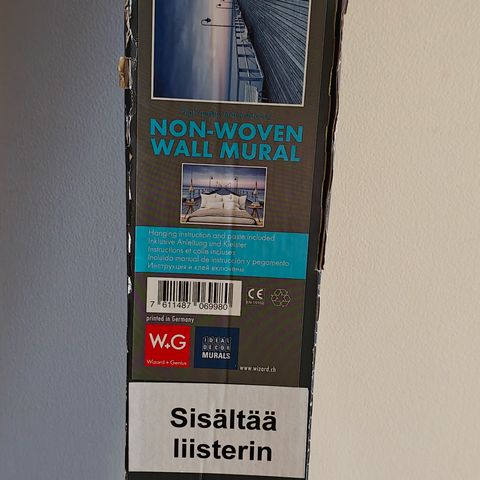 NON-WOVEN
WALL MURAL
Hanging instruction and paste included
Inklusive Anleitung und Kleister
Instructions et colle incluses
Incluido manual de instrucción y pegamento
Инструкция и клей включены
7 611487 069980
CE
EN 15102
printed in Germany
W+G
Wizard+Genius
IDEAL
DECOR
MURALS
www.wizard.ch
Sisältää
liisterin